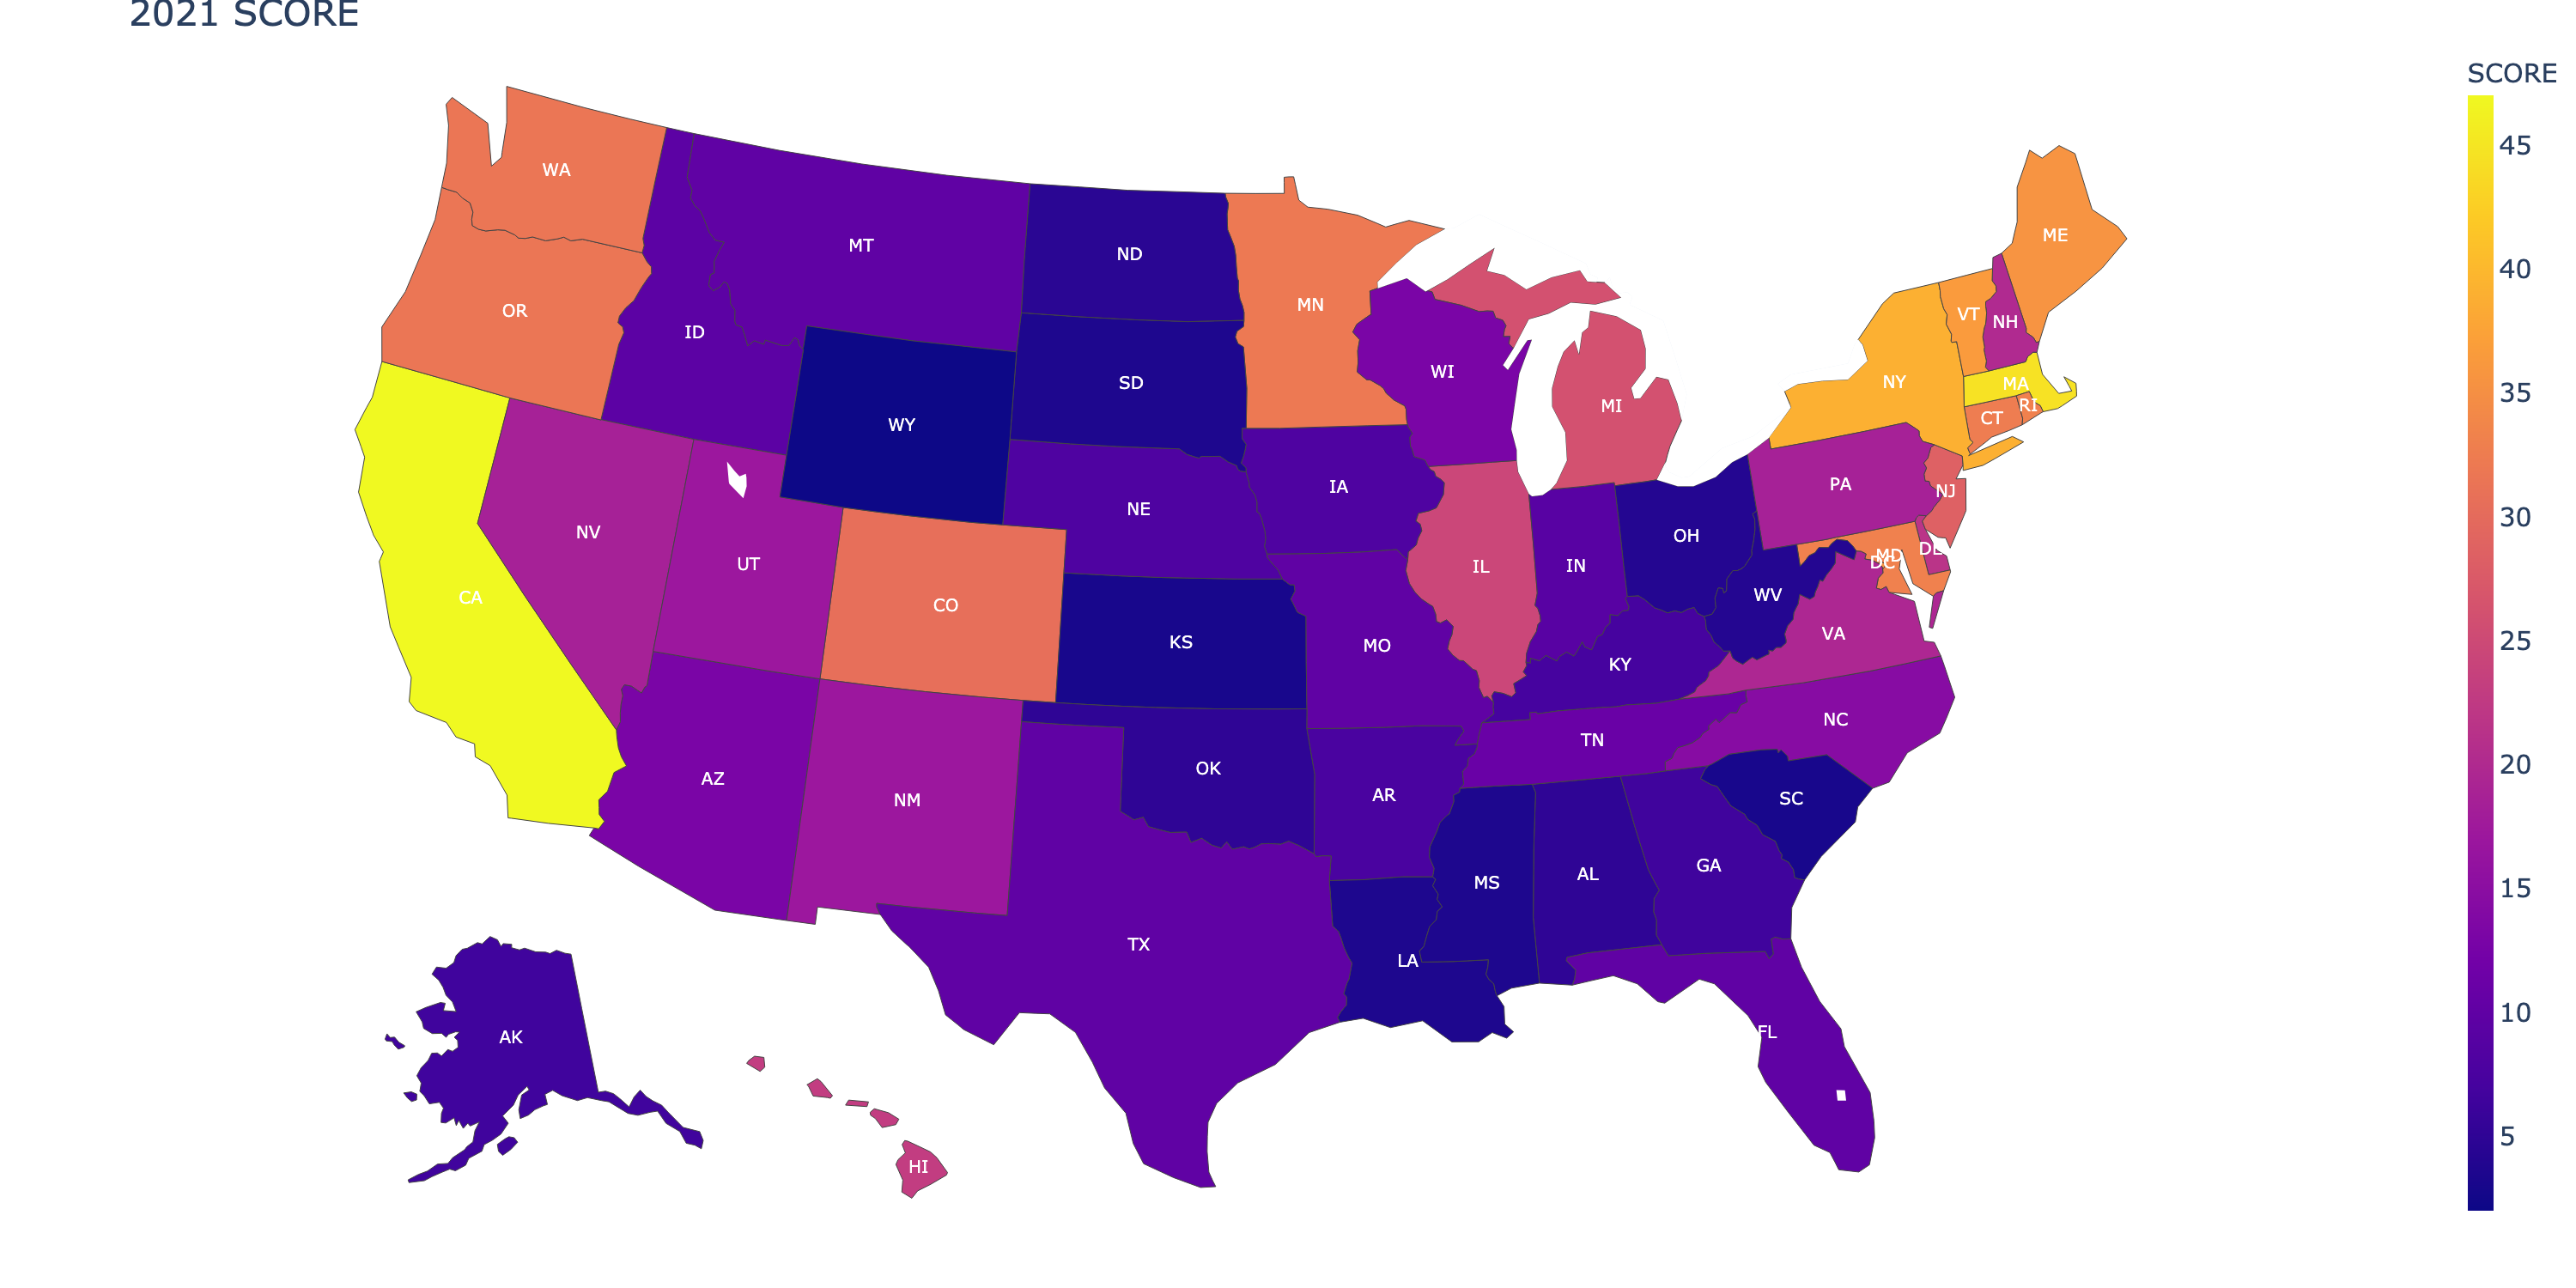 2021 SCORE
SCORE
45
40
35
30
25
20
15
10
5
WA
MT
ND
MN
ME
OR
ID
SD
WI
MI
VT
NH
NY
MA
RI
CT
WY
NE
IA
PA
NJ
NV
UT
CO
KS
MO
IL
IN
OH
WV
MD
DC
DE
VA
CA
KY
NC
TN
AZ
NM
OK
AR
SC
GA
AL
MS
LA
TX
FL
AK
HI